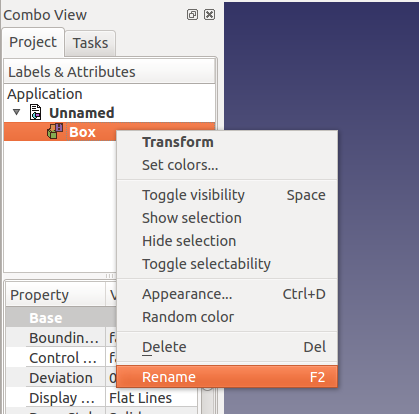 Combo View
Project Tasks
Labels & Attributes
Application
Unnamed
Box
Transform
Set colors...
Toggle visibility Space
Show selection
Hide selection
Toggle selectability
Appearance... Ctrl+D
Random color
Delete Del
Rename F2
Property
Base
Boundin...
Control ...
Deviation
Display ... Flat Lines